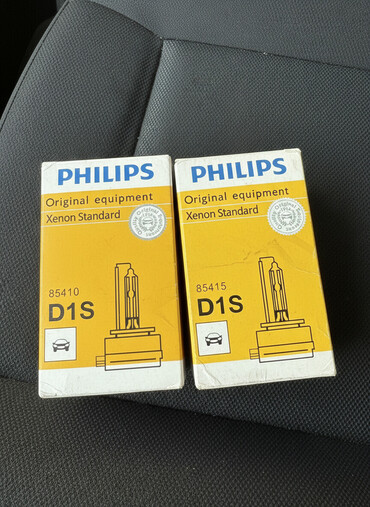 PHILIPS
Original equipment
Xenon Standard
85410
D1S
PHILIPS
Original equipment
Xenon Standard
85415
D1S